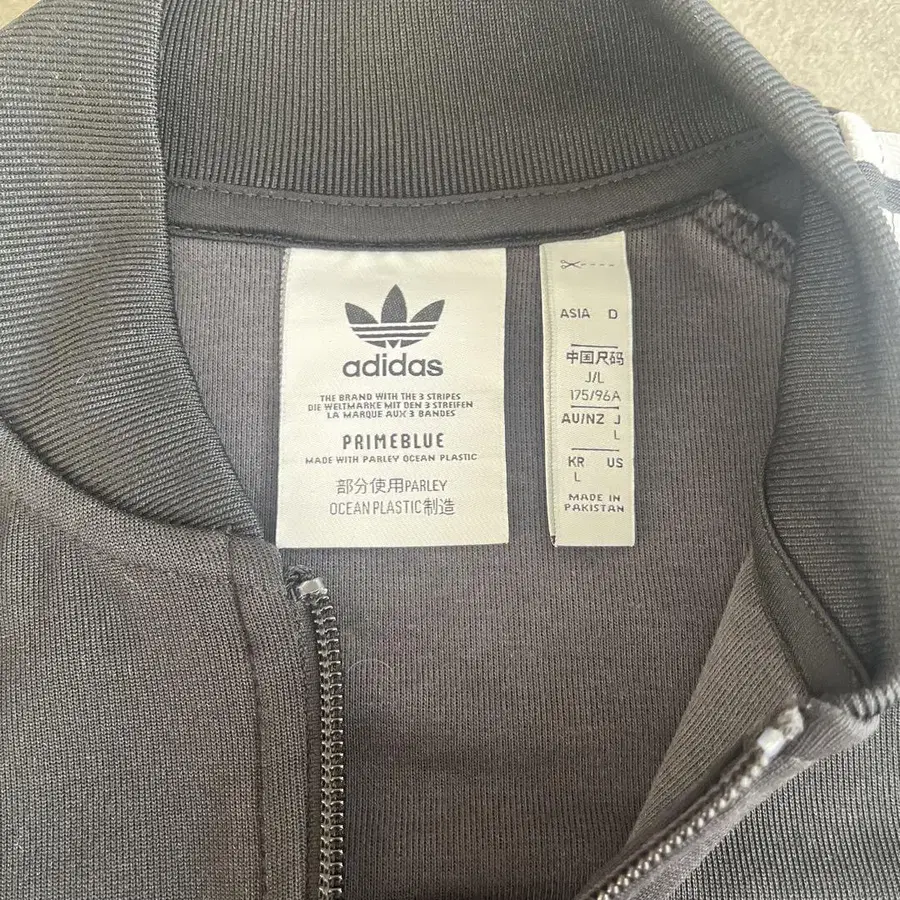 adidas
THE BRAND WITH THE 3 STRIPES
DIE WELTMARKE MIT DEN 3 STREIFEN
LA MARQUE AUX 3 BANDES
PRIMEBLUE
MADE WITH PARLEY OCEAN PLASTIC
部分使用PARLEY
OCEAN PLASTIC制造
ASIA D
中国尺码
J/L
175/96A
AU/NZ J
L
KR US
L
MADE IN
PAKISTAN